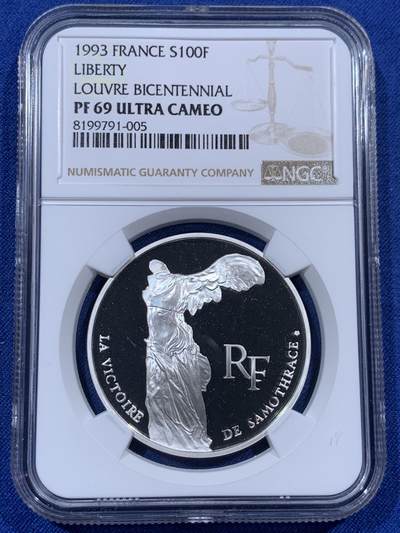 1993 FRANCE S100F
LIBERTY
LOUVRE BICENTENNIAL
PF 69 ULTRA CAMEO
8199791-005
NUMISMATIC GUARANTY COMPANY
NGC
LA VICTOIRE
RF
DE SAMOTHRACE